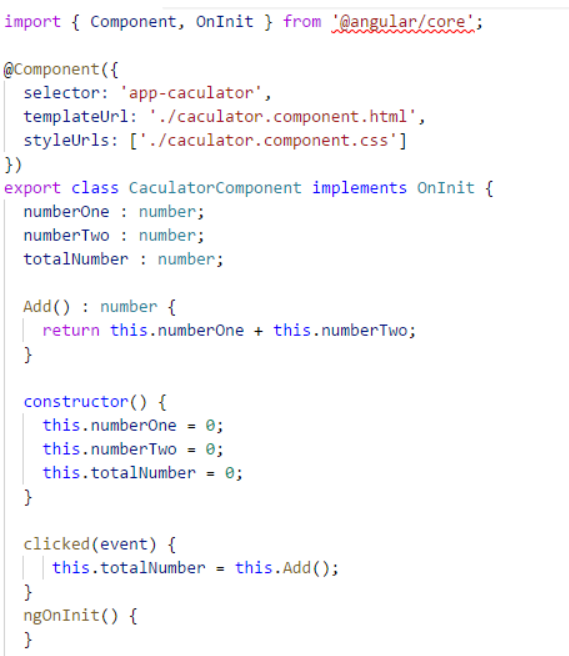 import { Component, OnInit } from '@angular/core';
@Component({
selector: 'app-caculator',
templateUrl: './caculator.component.html',
styleUrls: ['./caculator.component.css']
})
export class CaculatorComponent implements OnInit {
numberOne : number;
numberTwo : number;
totalNumber : number;
Add() : number {
return this.numberOne + this.numberTwo;
}
constructor() {
this.numberOne = 0;
this.numberTwo = 0;
this.totalNumber = 0;
}
clicked(event) {
this.totalNumber = this.Add();
}
ngOnInit() {
}